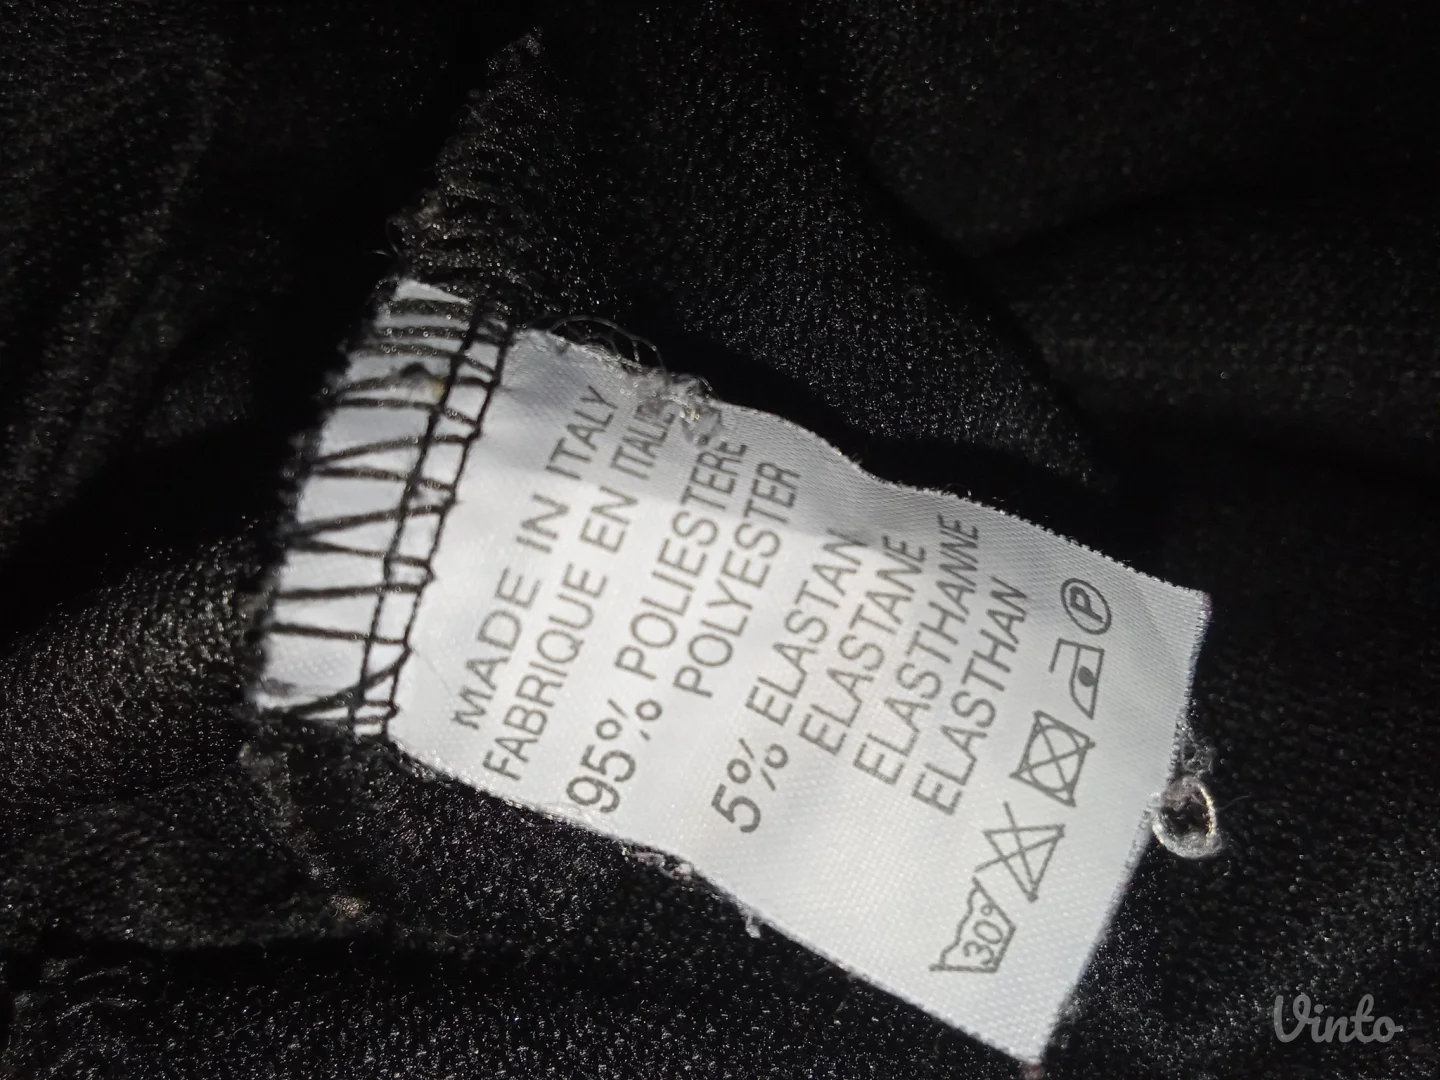 MADE IN ITALY
FABRIQUE EN ITALIE
95% POLIESTERE
POLYESTER
5% ELASTAN
ELASTANE
ELASTHANNE
ELASTHAN
30°
P
Vinto